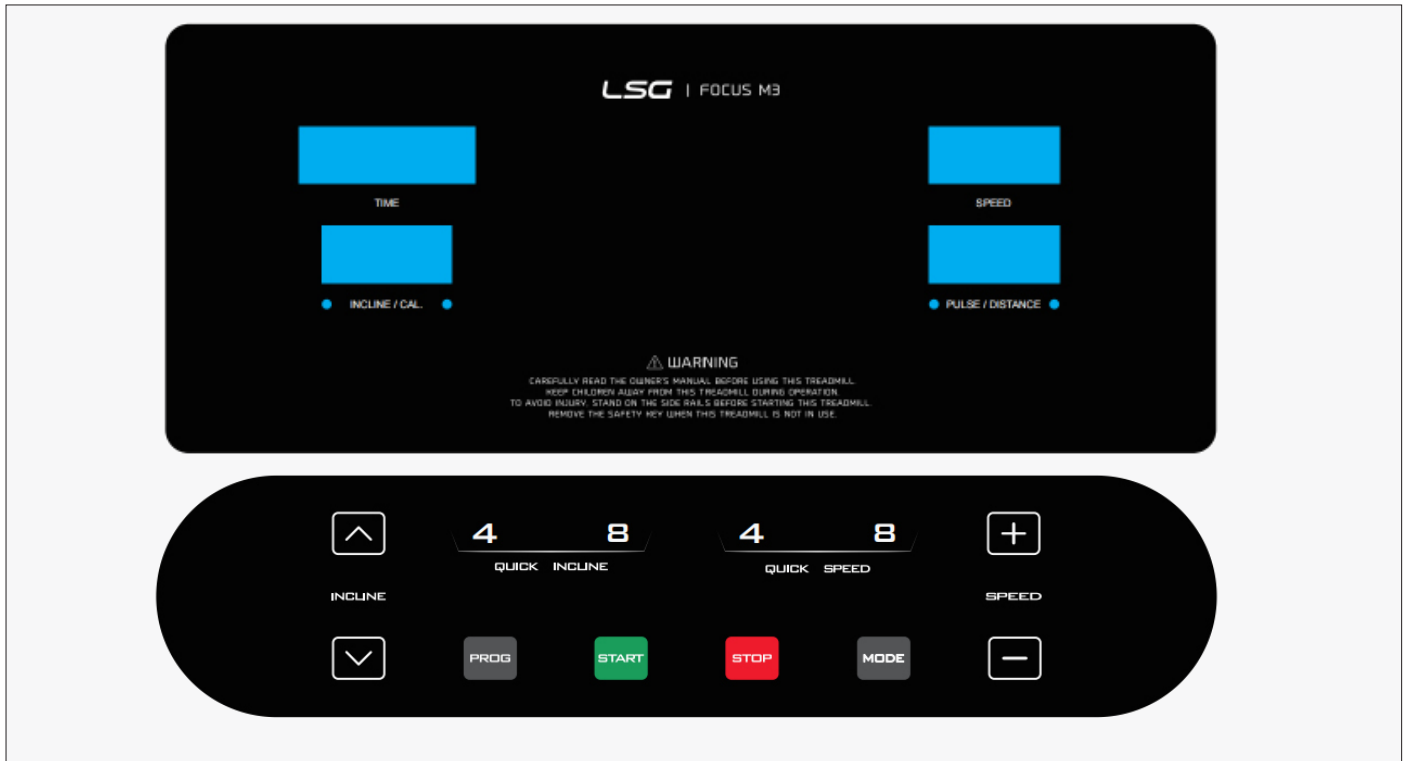 LSG | FOCUS M3
TIME
SPEED
INCLINE / CAL.
PULSE / DISTANCE
WARNING
CAREFULLY READ THE OWNER'S MANUAL BEFORE USING THIS TREADMILL.
KEEP CHILDREN AWAY FROM THIS TREADMILL DURING OPERATION.
TO AVOID INJURY, STAND ON THE SIDE RAILS BEFORE STARTING THIS TREADMILL.
REMOVE THE SAFETY KEY WHEN THIS TREADMILL IS NOT IN USE.
4 8
QUICK INCLINE
4 8
QUICK SPEED
INCLINE
SPEED
PROG
START
STOP
MODE